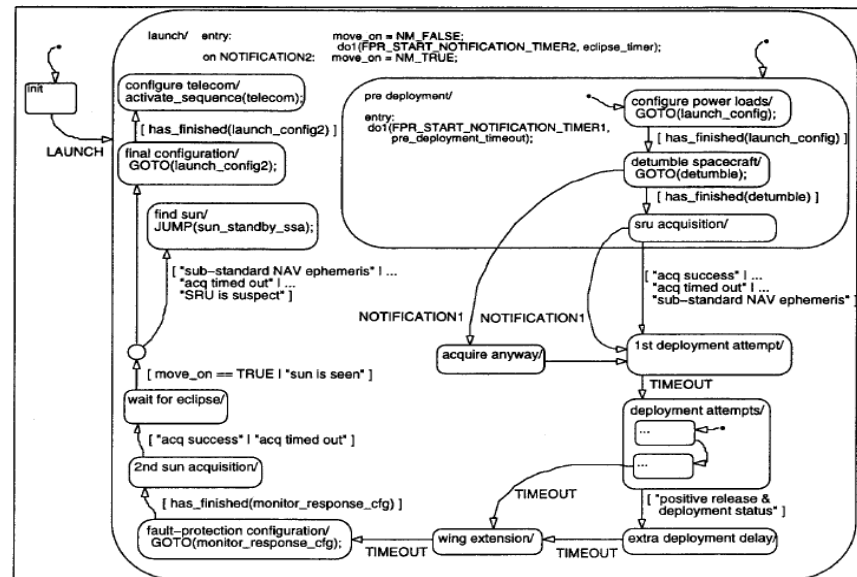 launch/ entry: move_on = NM_FALSE;
do1(FPR_START_NOTIFICATION_TIMER2, eclipse_timer);
on NOTIFICATION2: move_on = NM_TRUE;
init
LAUNCH
configure telecom/
activate_sequence(telecom);
[ has_finished(launch_config2) ]
final configuration/
GOTO(launch_config2);
find sun/
JUMP(sun_standby_ssa)
[ "sub-standard NAV ephemeris" | ...
"acq timed out" | ...
"SRU is suspect" ]
[ move_on == TRUE | "sun is seen" ]
wait for eclipse/
[ "acq success" | "acq timed out" ]
2nd sun acquisition/
[ has_finished(monitor_response_cfg) ]
fault-protection configuration/
GOTO(monitor_response_cfg);
pre deployment/
entry:
do1(FPR_START_NOTIFICATION_TIMER1,
pre_deployment_timeout);
configure power loads/
GOTO(launch_config);
[ has_finished(launch_config) ]
detumble spacecraft/
GOTO(detumble);
[ has_finished(detumble) ]
sru acquisition/
[ "acq success" | ...
"acq timed out" | ...
"sub-standard NAV ephemeris" ]
NOTIFICATION1
NOTIFICATION1
acquire anyway/
1st deployment attempt/
TIMEOUT
deployment attempts/
...
...
TIMEOUT
[ "positive release &
deployment status" ]
TIMEOUT
wing extension/
TIMEOUT
extra deployment delay/